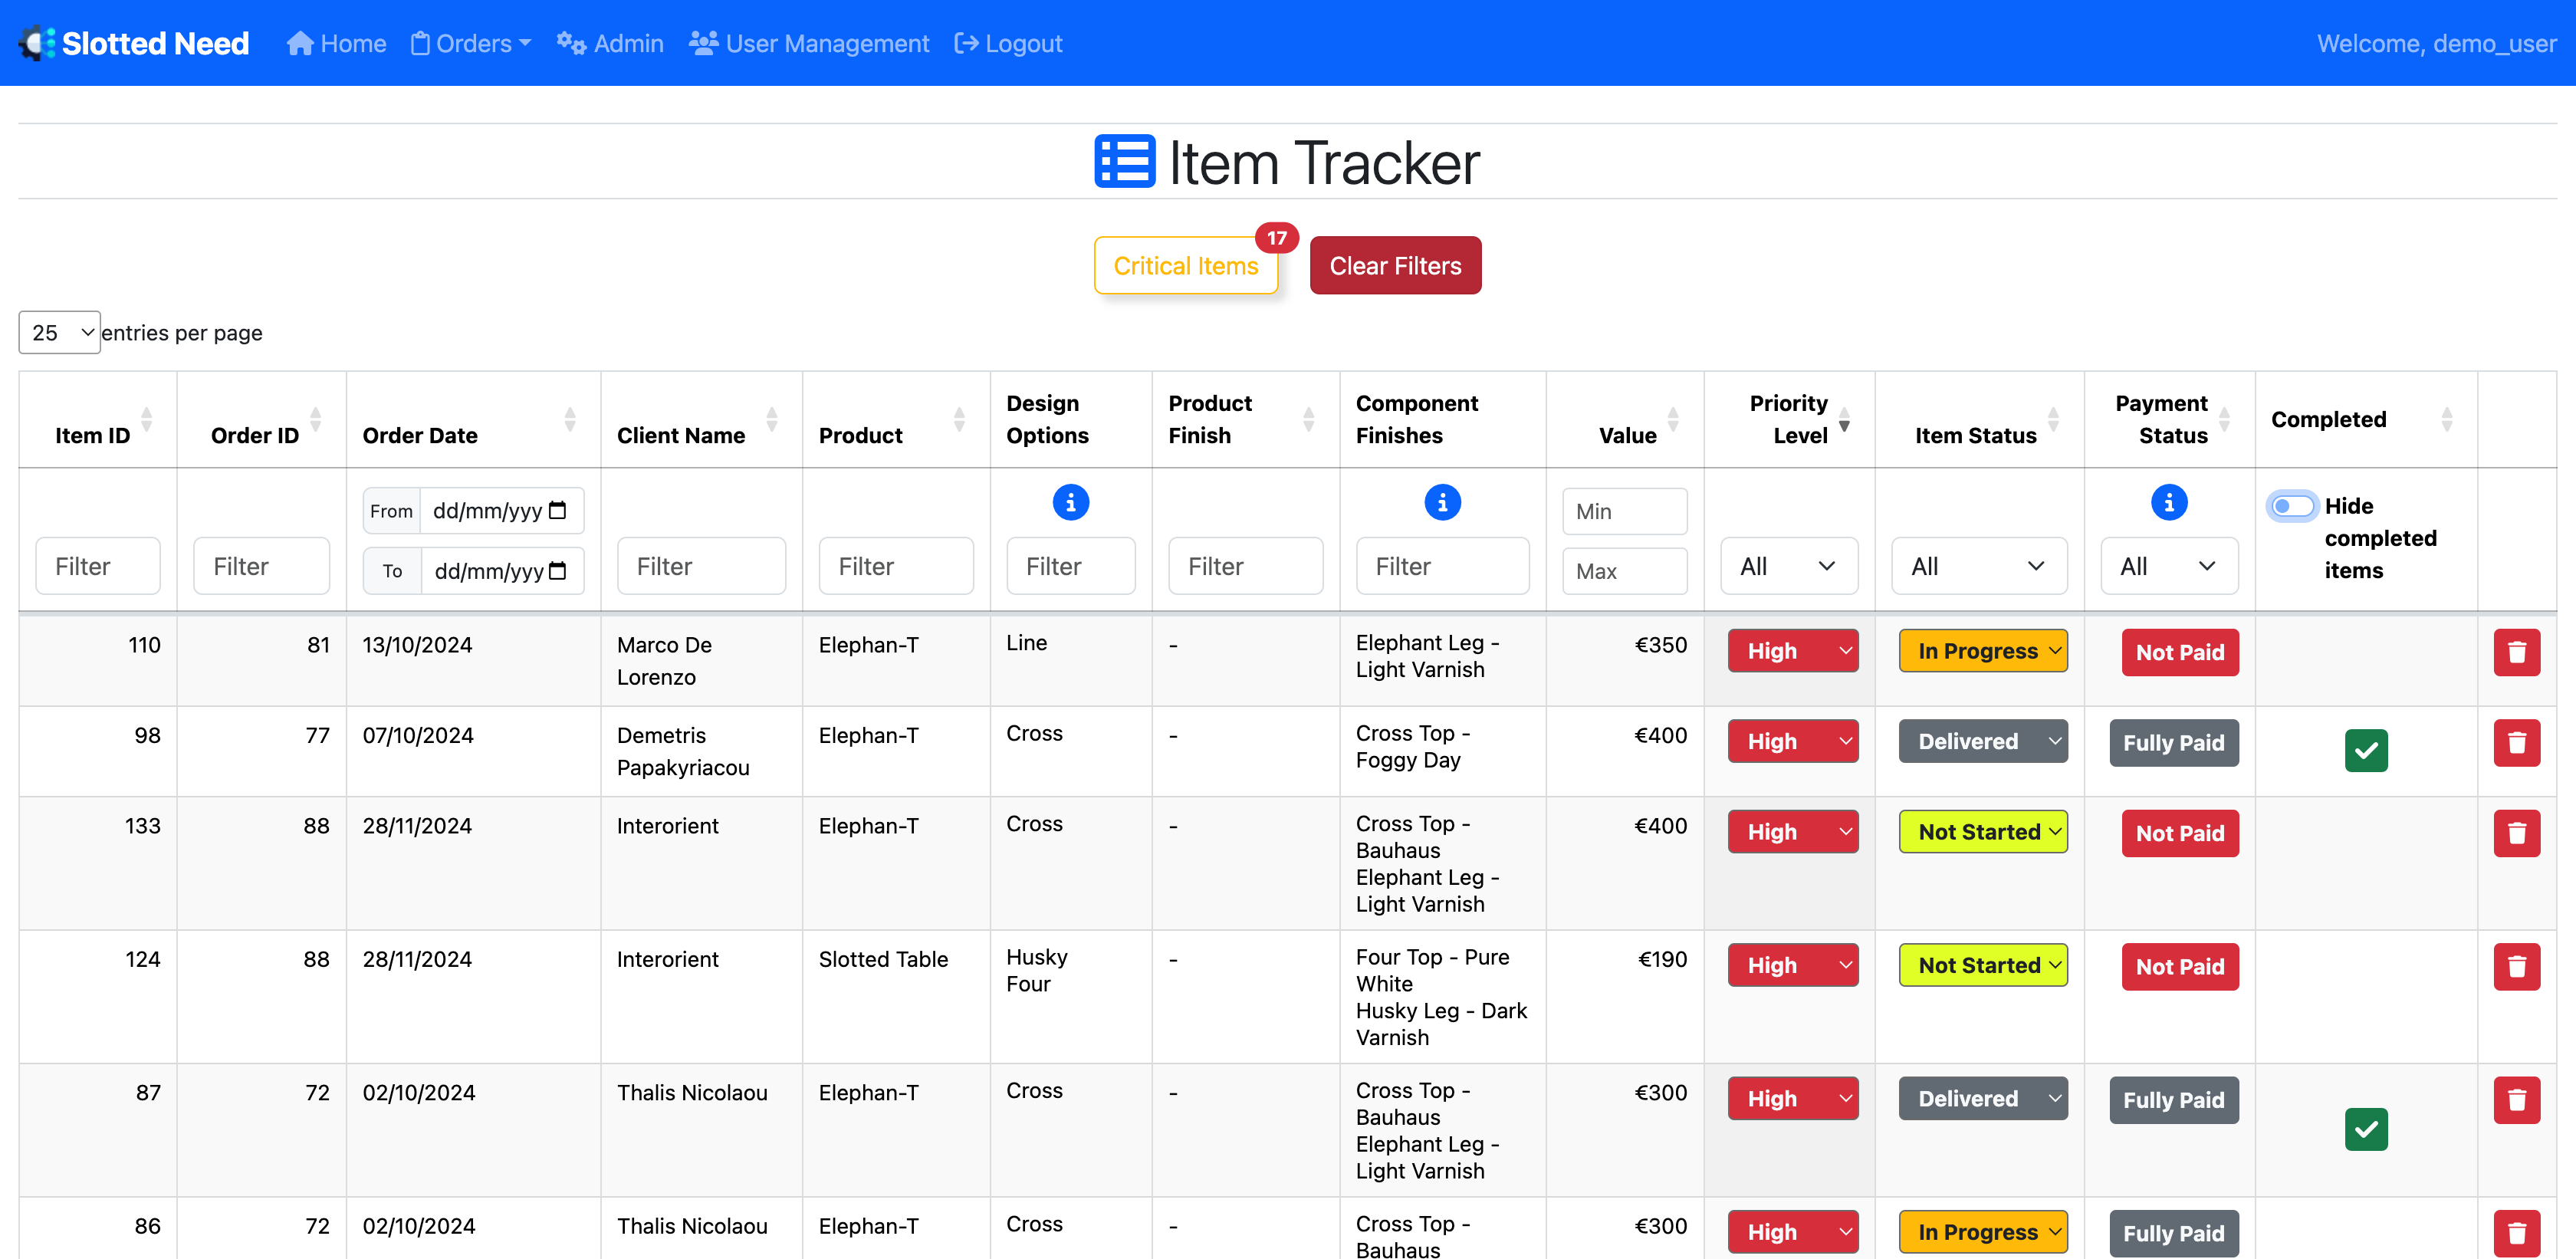 Slotted Need Home Orders Admin User Management Logout Welcome, demo_user
Item Tracker
17
Critical Items Clear Filters
25 entries per page
Item ID Order ID Order Date Client Name Product Design Options Product Finish Component Finishes Value Priority Level Item Status Payment Status Completed
From dd/mm/yyy Min Hide completed items
Filter Filter To dd/mm/yyy Filter Filter Filter Filter Filter Max All All All
110 81 13/10/2024 Marco De Lorenzo Elephan-T Line - Elephant Leg - Light Varnish €350 High In Progress Not Paid
98 77 07/10/2024 Demetris Papakyriacou Elephan-T Cross - Cross Top - Foggy Day €400 High Delivered Fully Paid
133 88 28/11/2024 Interorient Elephan-T Cross - Cross Top - Bauhaus Elephant Leg - Light Varnish €400 High Not Started Not Paid
124 88 28/11/2024 Interorient Slotted Table Husky Four - Four Top - Pure White Husky Leg - Dark Varnish €190 High Not Started Not Paid
87 72 02/10/2024 Thalis Nicolaou Elephan-T Cross - Cross Top - Bauhaus Elephant Leg - Light Varnish €300 High Delivered Fully Paid
86 72 02/10/2024 Thalis Nicolaou Elephan-T Cross - Cross Top - Bauhaus €300 High In Progress Fully Paid